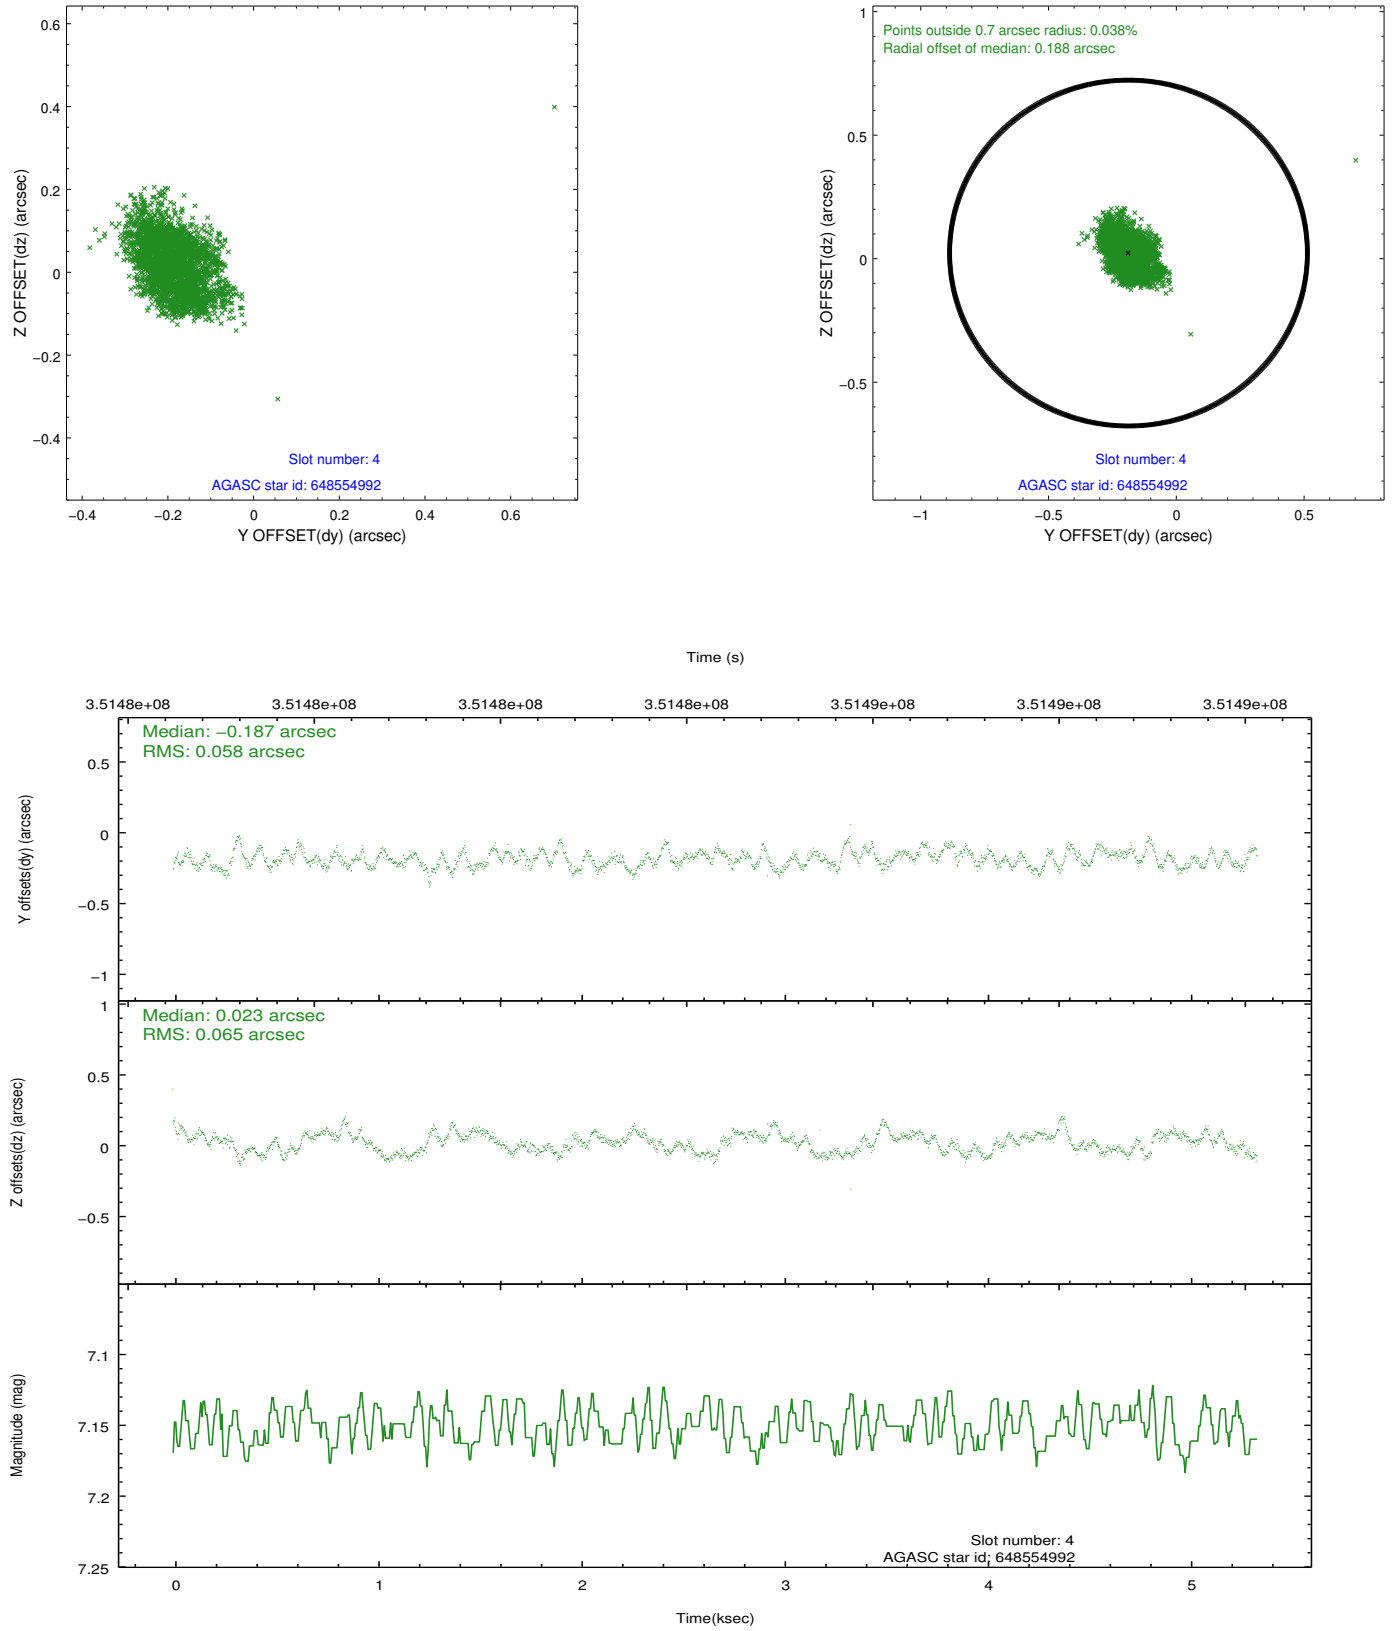 0.6
0.4
0.2
0
−0.2
−0.4
Z OFFSET(dz) (arcsec)
Slot number: 4
AGASC star id: 648554992
−0.4 −0.2 0 0.2 0.4 0.6
Y OFFSET(dy) (arcsec)
1
0.5
0
−0.5
Z OFFSET(dz) (arcsec)
Points outside 0.7 arcsec radius: 0.038%
Radial offset of median: 0.188 arcsec
Slot number: 4
AGASC star id: 648554992
−1 −0.5 0 0.5
Y OFFSET(dy) (arcsec)
Time (s)
3.5148e+08 3.5148e+08 3.5148e+08 3.5148e+08 3.5149e+08 3.5149e+08 3.5149e+08
Median: −0.187 arcsec
RMS: 0.058 arcsec
0.5
0
−0.5
−1
Y offsets(dy) (arcsec)
Median: 0.023 arcsec
RMS: 0.065 arcsec
1
0.5
0
−0.5
Z offsets(dz) (arcsec)
7.1
7.15
7.2
7.25
Magnitude (mag)
Slot number: 4
AGASC star id: 648554992
0 1 2 3 4 5
Time(ksec)